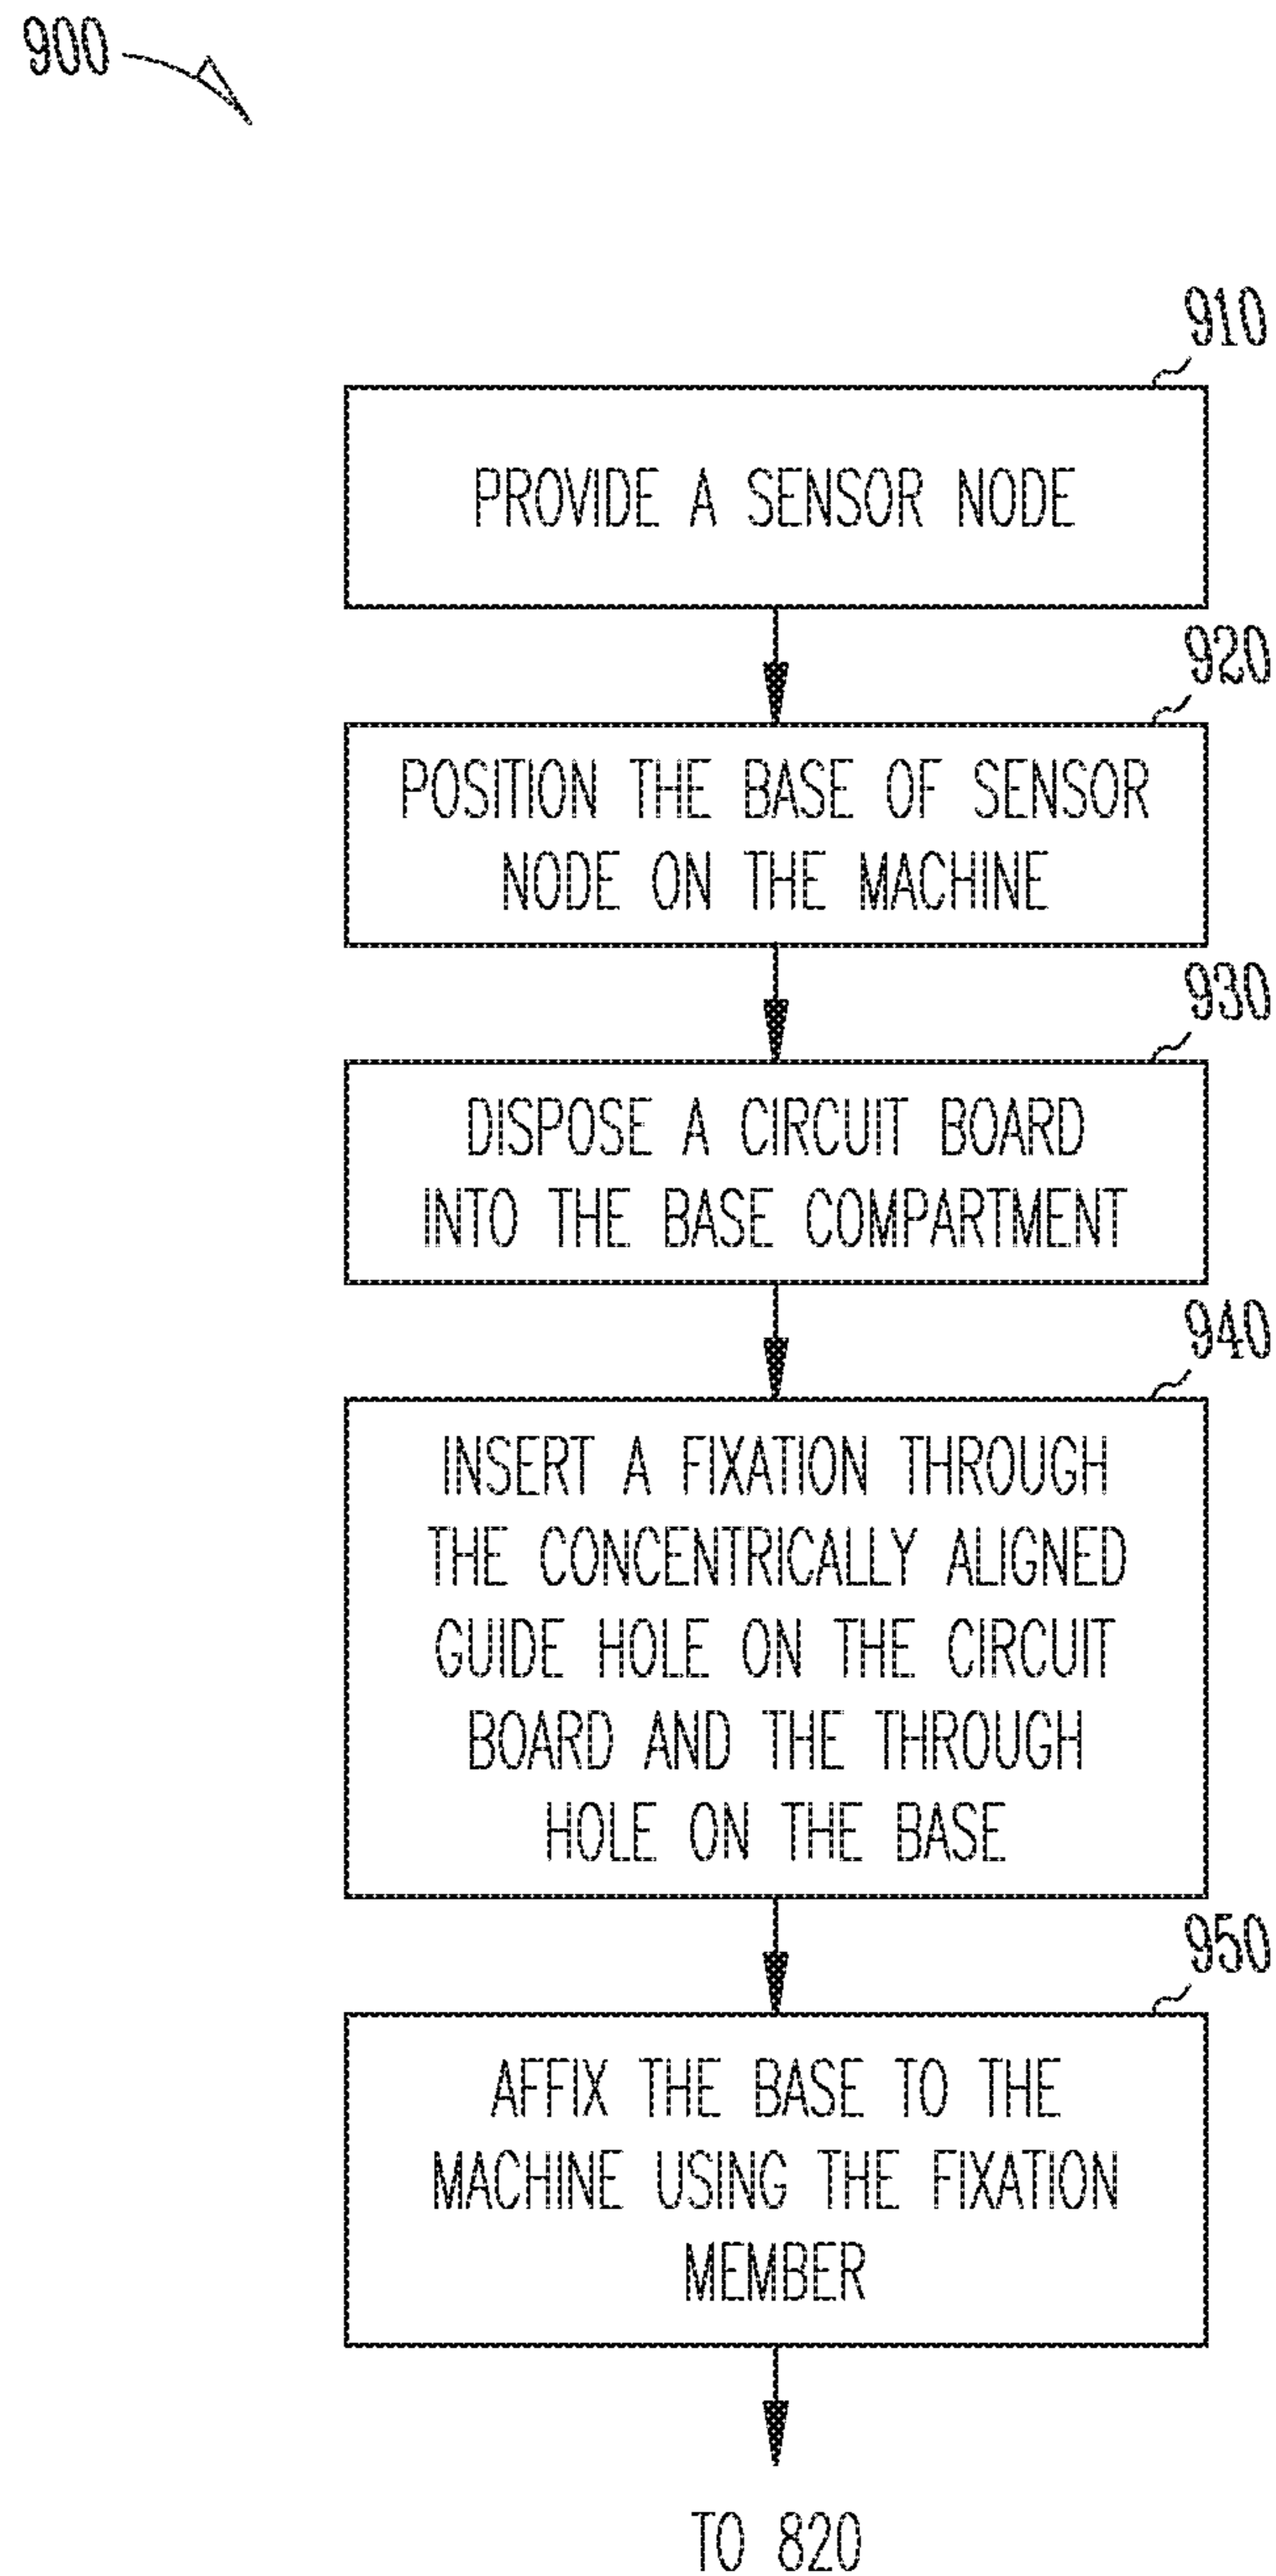 900
910
PROVIDE A SENSOR NODE
920
POSITION THE BASE OF SENSOR
NODE ON THE MACHINE
930
DISPOSE A CIRCUIT BOARD
INTO THE BASE COMPARTMENT
940
INSERT A FIXATION THROUGH
THE CONCENTRICALLY ALIGNED
GUIDE HOLE ON THE CIRCUIT
BOARD AND THE THROUGH
HOLE ON THE BASE
950
AFFIX THE BASE TO THE
MACHINE USING THE FIXATION
MEMBER
TO 820